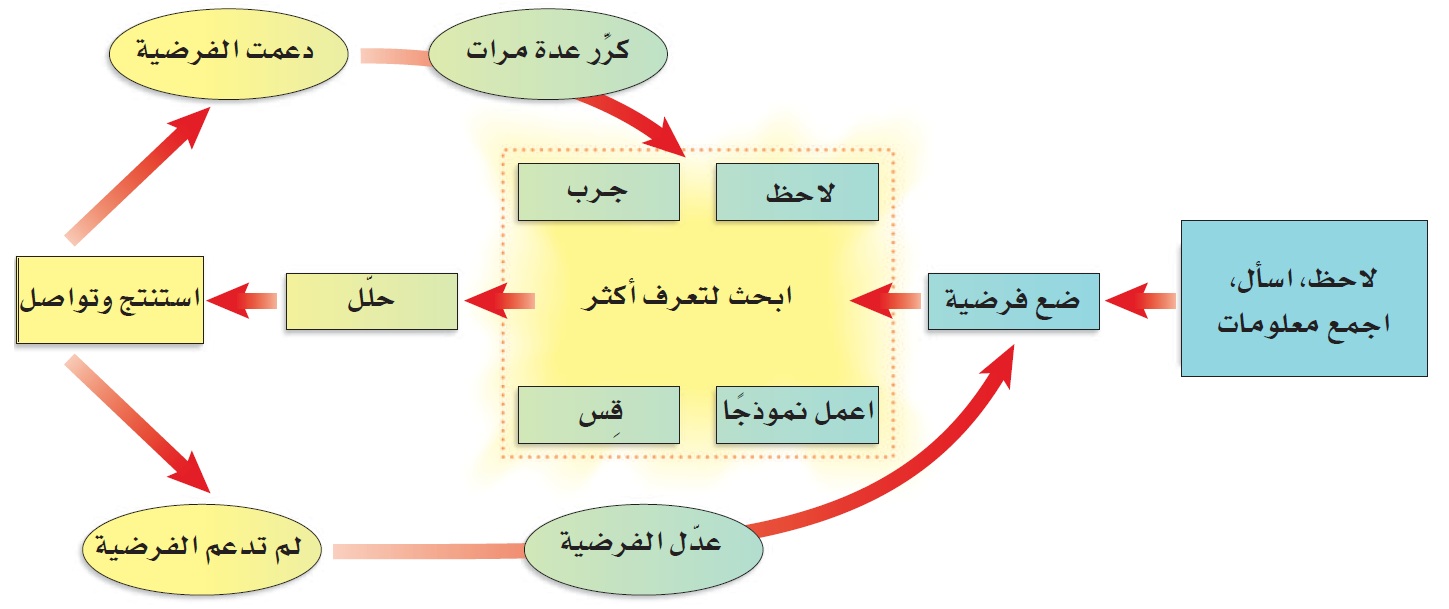 لاحظ، اسأل،
اجمع معلومات
ضع فرضية
ابحث لتعرف أكثر
لاحظ
جرب
اعمل نموذجًا
قِس
حلّل
استنتج وتواصل
دعمت الفرضية
كرِّر عدة مرات
لم تدعم الفرضية
عدّل الفرضية